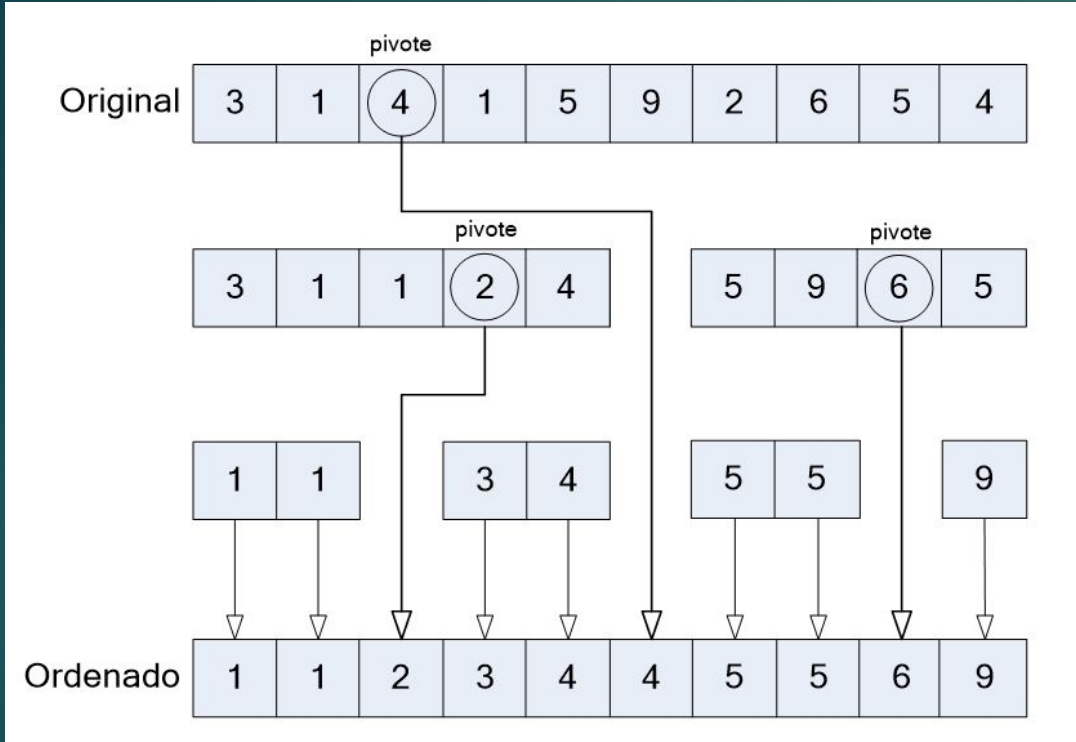 pivote
Original 3 1 4 1 5 9 2 6 5 4
pivote pivote
3 1 1 2 4 5 9 6 5
1 1 3 4 5 5 9
Ordenado 1 1 2 3 4 4 5 5 6 9